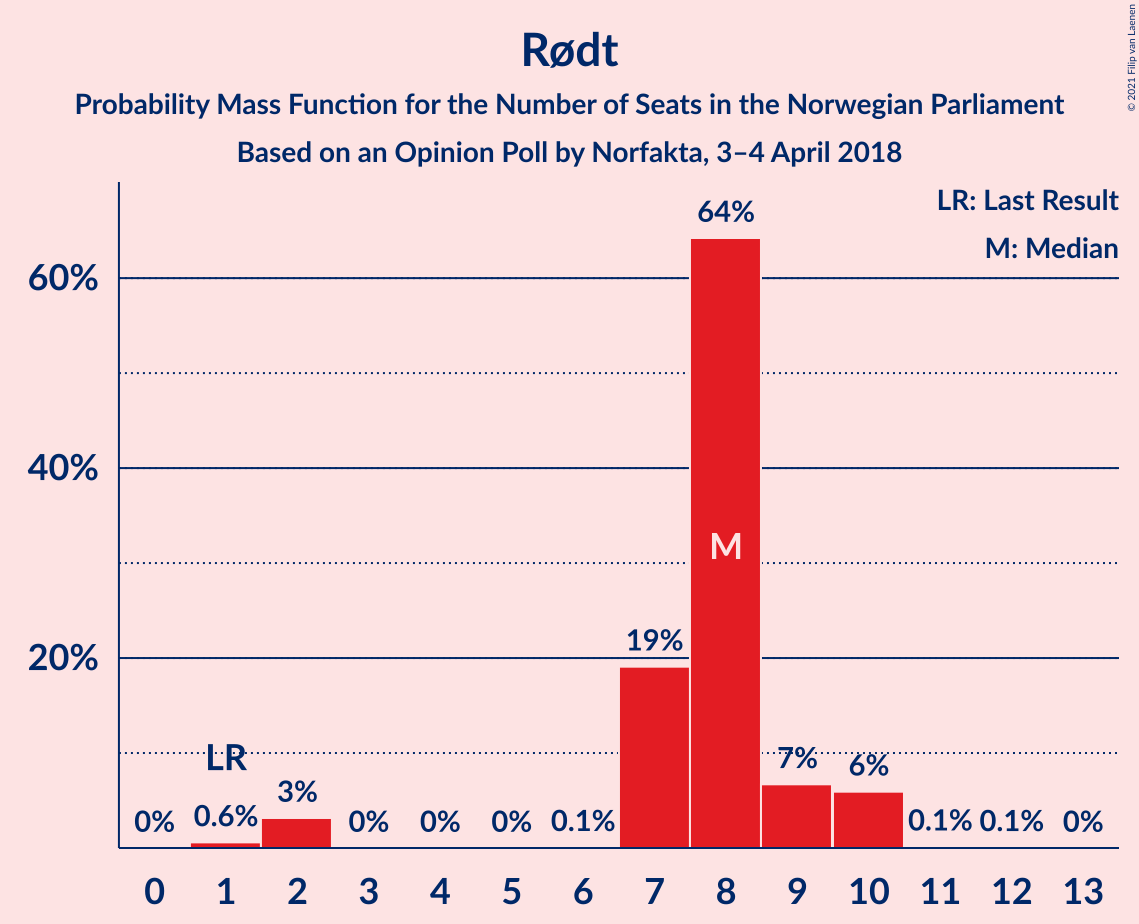 Rødt
Probability Mass Function for the Number of Seats in the Norwegian Parliament
Based on an Opinion Poll by Norfakta, 3–4 April 2018
© 2021 Filip van Laenen
LR: Last Result
M: Median
64%
60%
40%
M
19%
20%
LR
7%
6%
3%
0% 0.6% 0% 0% 0% 0.1% 0.1% 0.1% 0%
0 1 2 3 4 5 6 7 8 9 10 11 12 13